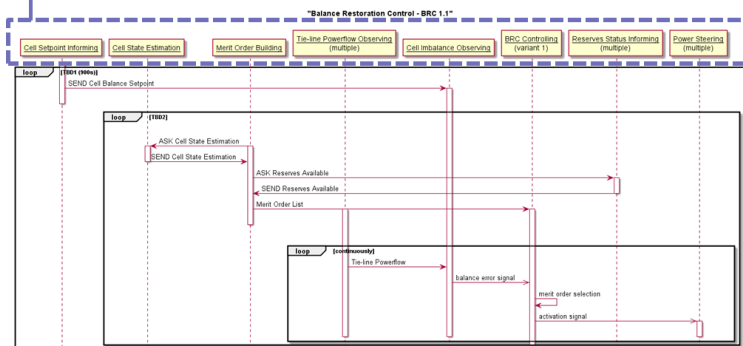 "Balance Restoration Control - BRC 1.1"
Cell Setpoint Informing
Cell State Estimation
Merit Order Building
Tie-line Powerflow Observing
(multiple)
Cell Imbalance Observing
BRC Controlling
(variant 1)
Reserves Status Informing
(multiple)
Power Steering
(multiple)
loop
[TBD1 (900s)]
SEND Cell Balance Setpoint
loop
[TBD2]
ASK Cell State Estimation
SEND Cell State Estimation
ASK Reserves Available
SEND Reserves Available
Merit Order List
loop
[continuously]
Tie-line Powerflow
balance error signal
merit order selection
activation signal